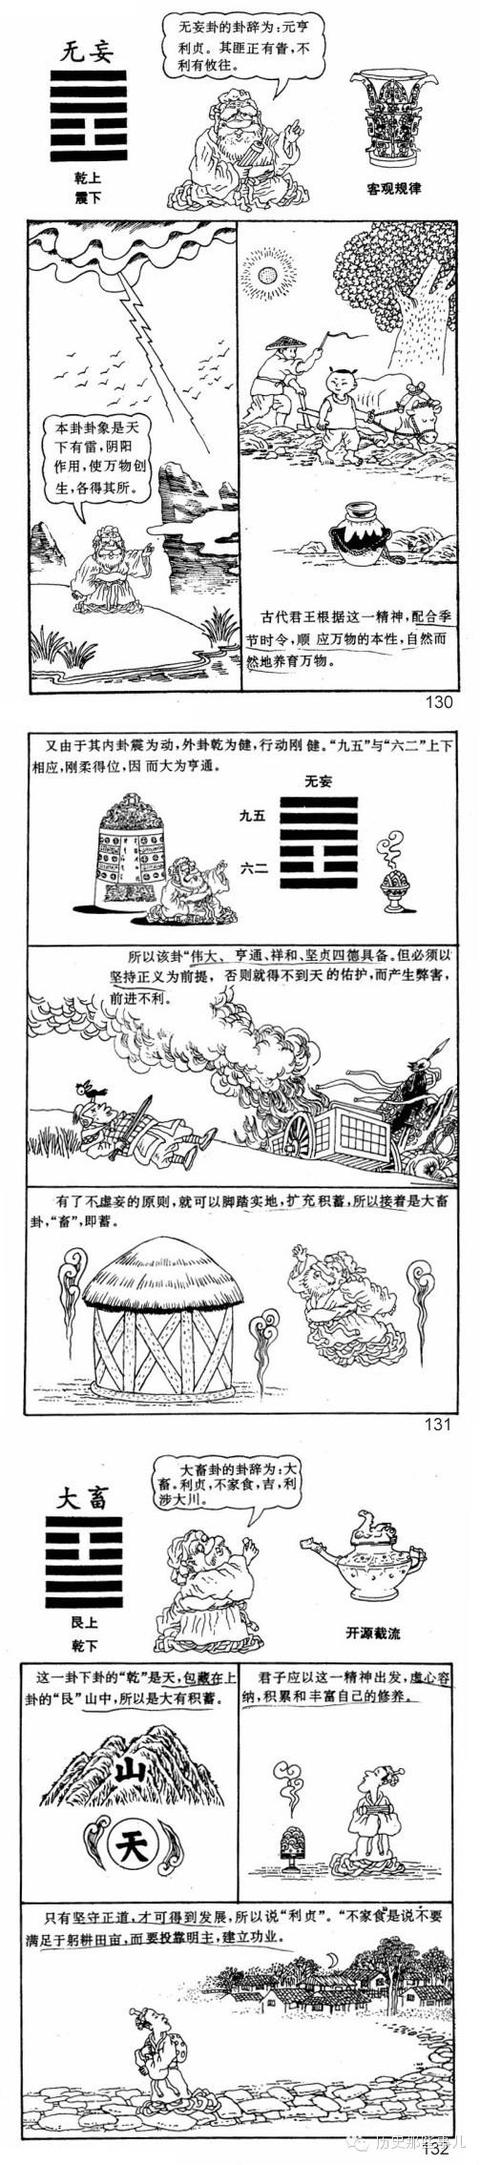 无妄
乾上
震下
无妄卦的卦辞为：元亨
利贞。其匪正有眚，不
利有攸往。
客观规律
本卦卦象是天
下有雷，阴阳
作用，使万物创
生，各得其所。
古代君王根据这一精神，配合季
节时令，顺应万物的本性，自然而
然地养育万物。
130
又由于其内卦震为动，外卦乾为健，行动刚健。“九五”与“六二”上下
相应，刚柔得位，因而大为亨通。
无妄
九五
六二
所以该卦“伟大、亨通、祥和、坚贞四德具备。但必须以
坚持正义为前提，否则就得不到天的佑护，而产生弊害，
前进不利。
有了不虚妄的原则，就可以脚踏实地，扩充积蓄，所以接着是大畜
卦，“畜”，即蓄。
131
大畜
艮上
乾下
大畜卦的卦辞为：大
畜。利贞，不家食，吉，利
涉大川。
开源截流
这一卦下卦的“乾”是天，包藏在上
卦的“艮”山中，所以是大有积蓄。
山
天
君子应以这一精神出发，虚心容
纳，积累和丰富自己的修养。
只有坚守正道，才可得到发展，所以说“利贞”。“不家食”是说不要
满足于躬耕田亩，而要投靠明主，建立功业。
历史那些事儿
132